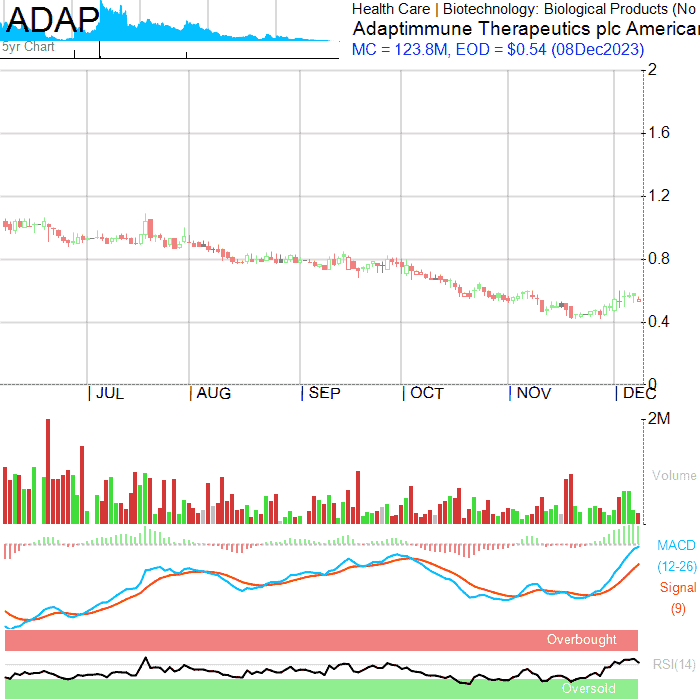 ADAP
5yr Chart
Health Care | Biotechnology: Biological Products (No
Adaptimmune Therapeutics plc American
MC = 123.8M, EOD = $0.54 (08Dec2023)
2
1.6
1.2
0.8
0.4
0
JUL AUG SEP OCT NOV DEC
2M
Volume
MACD
(12-26)
Signal
(9)
Overbought
RSI(14)
Oversold